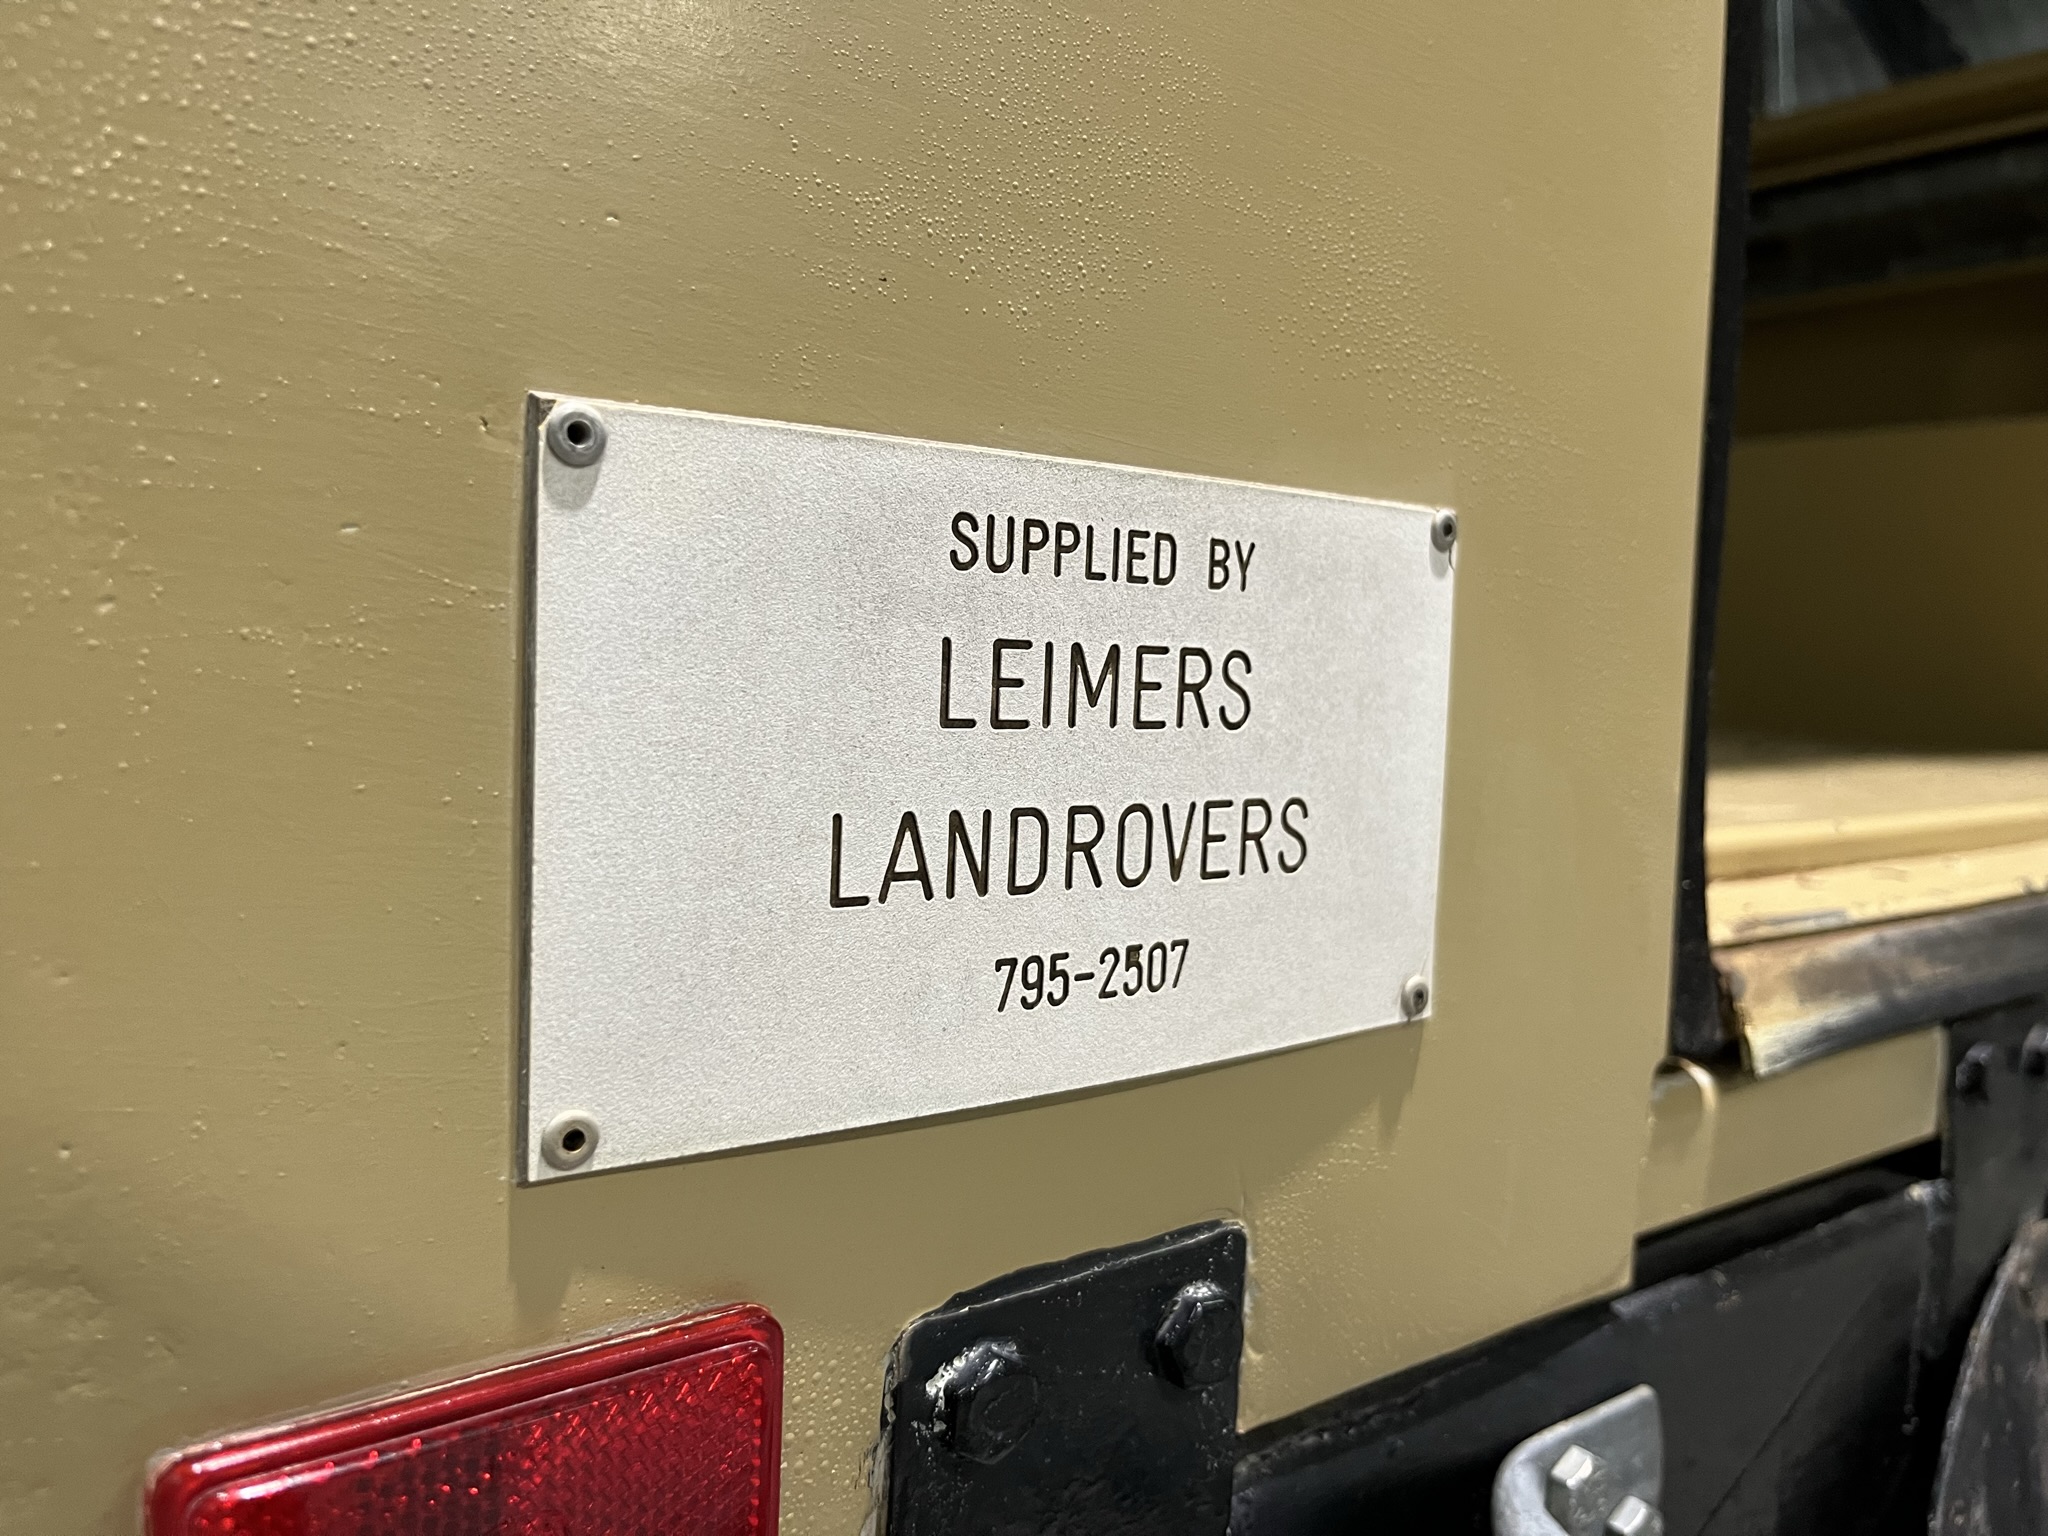 SUPPLIED BY
LEIMERS
LANDROVERS
795-2507